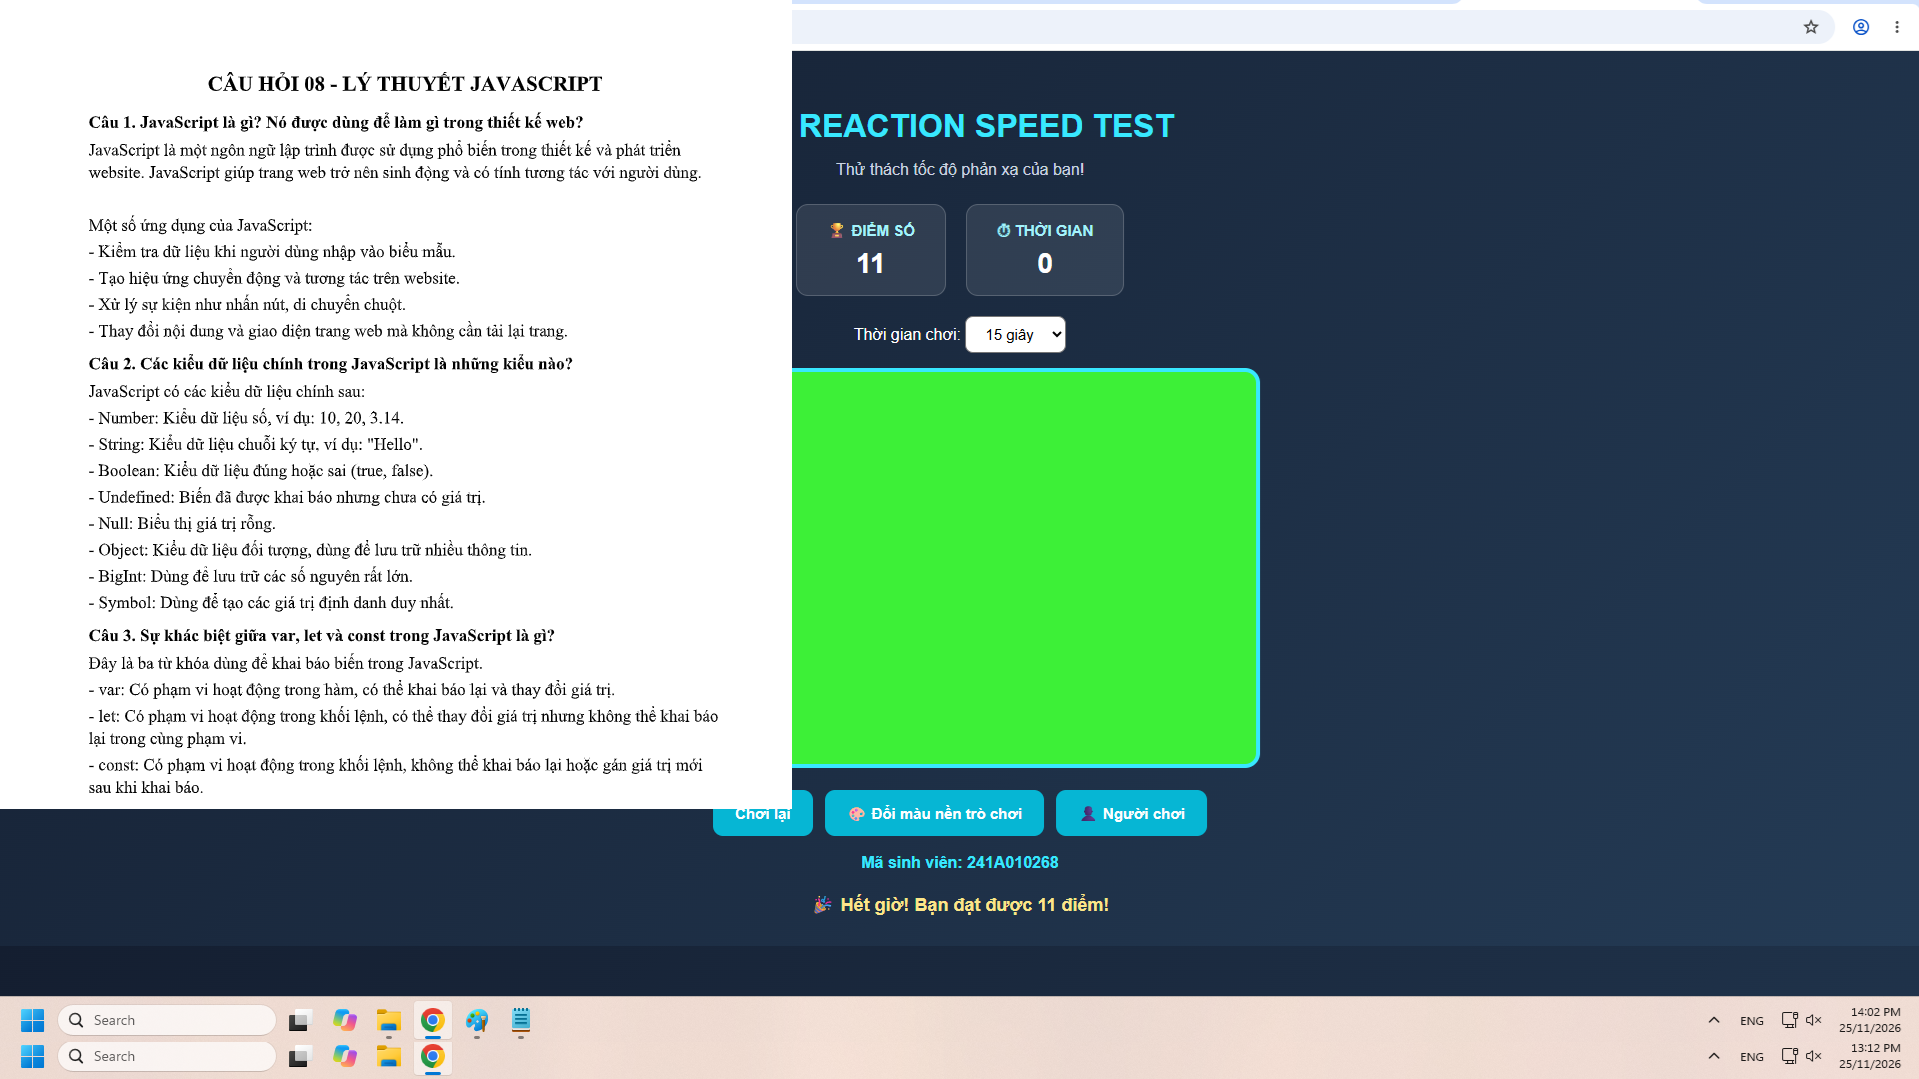 CÂU HỎI 08 - LÝ THUYẾT JAVASCRIPT
Câu 1. JavaScript là gì? Nó được dùng để làm gì trong thiết kế web?
JavaScript là một ngôn ngữ lập trình được sử dụng phổ biến trong thiết kế và phát triển
website. JavaScript giúp trang web trở nên sinh động và có tính tương tác với người dùng.
Một số ứng dụng của JavaScript:
- Kiểm tra dữ liệu khi người dùng nhập vào biểu mẫu.
- Tạo hiệu ứng chuyển động và tương tác trên website.
- Xử lý sự kiện như nhấn nút, di chuyển chuột.
- Thay đổi nội dung và giao diện trang web mà không cần tải lại trang.
Câu 2. Các kiểu dữ liệu chính trong JavaScript là những kiểu nào?
JavaScript có các kiểu dữ liệu chính sau:
- Number: Kiểu dữ liệu số, ví dụ: 10, 20, 3.14.
- String: Kiểu dữ liệu chuỗi ký tự, ví dụ: "Hello".
- Boolean: Kiểu dữ liệu đúng hoặc sai (true, false).
- Undefined: Biến đã được khai báo nhưng chưa có giá trị.
- Null: Biểu thị giá trị rỗng.
- Object: Kiểu dữ liệu đối tượng, dùng để lưu trữ nhiều thông tin.
- BigInt: Dùng để lưu trữ các số nguyên rất lớn.
- Symbol: Dùng để tạo các giá trị định danh duy nhất.
Câu 3. Sự khác biệt giữa var, let và const trong JavaScript là gì?
Đây là ba từ khóa dùng để khai báo biến trong JavaScript.
- var: Có phạm vi hoạt động trong hàm, có thể khai báo lại và thay đổi giá trị.
- let: Có phạm vi hoạt động trong khối lệnh, có thể thay đổi giá trị nhưng không thể khai báo
lại trong cùng phạm vi.
- const: Có phạm vi hoạt động trong khối lệnh, không thể khai báo lại hoặc gán giá trị mới
sau khi khai báo.
REACTION SPEED TEST
Thử thách tốc độ phản xạ của bạn!
🏆 ĐIỂM SỐ
11
⏱ THỜI GIAN
0
Thời gian chơi: 15 giây
Chơi lại
🎨 Đổi màu nền trò chơi
👤 Người chơi
Mã sinh viên: 241A010268
🎉 Hết giờ! Bạn đạt được 11 điểm!
Search
ENG
14:02 PM
25/11/2026
Search
ENG
13:12 PM
25/11/2026